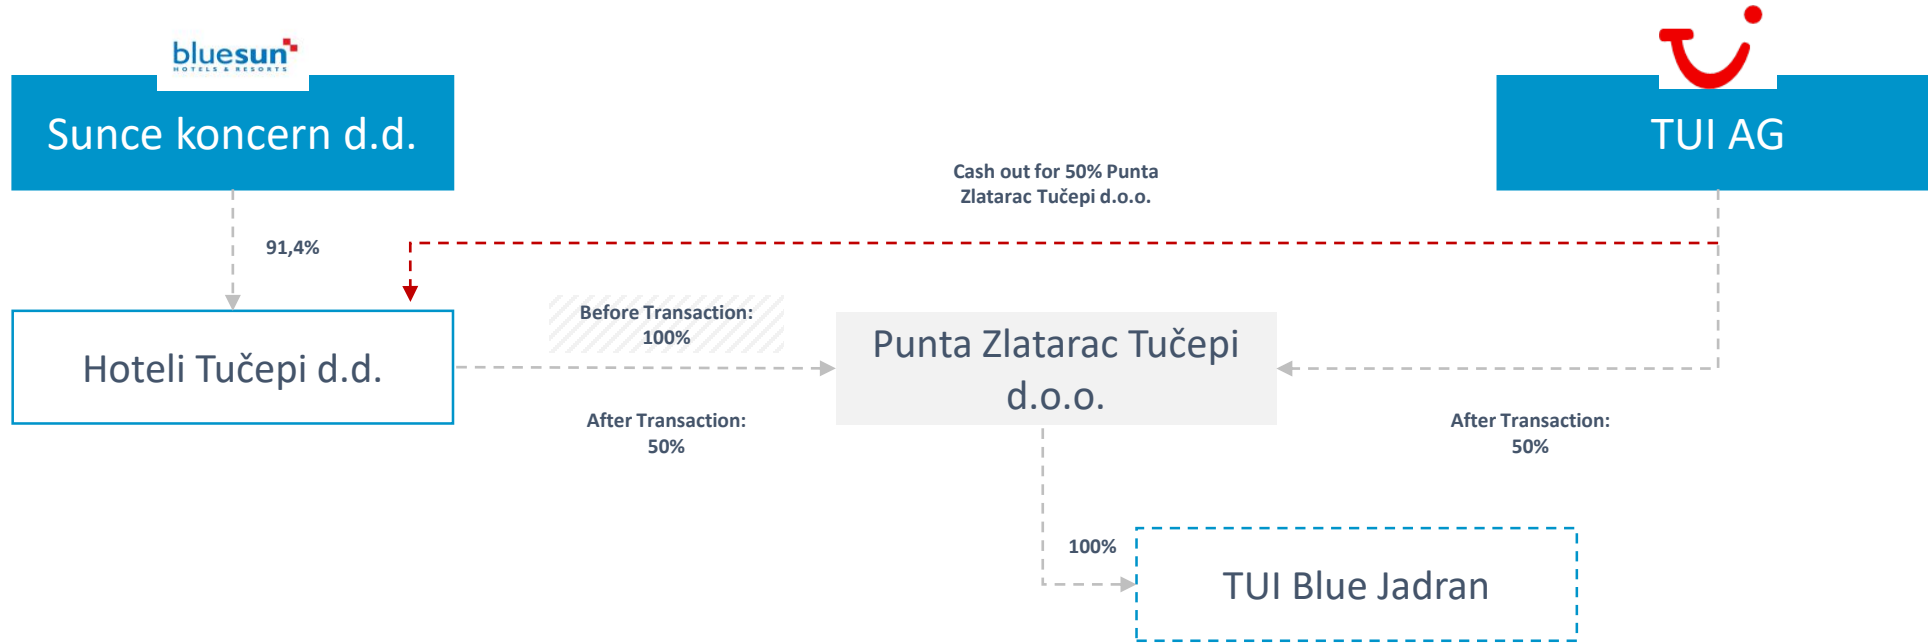 bluesun
HOTELS & RESORTS
Sunce koncern d.d.
TUI AG
Cash out for 50% Punta
Zlatarac Tučepi d.o.o.
91,4%
Before Transaction:
100%
Hoteli Tučepi d.d.
Punta Zlatarac Tučepi
d.o.o.
After Transaction:
50%
After Transaction:
50%
100%
TUI Blue Jadran